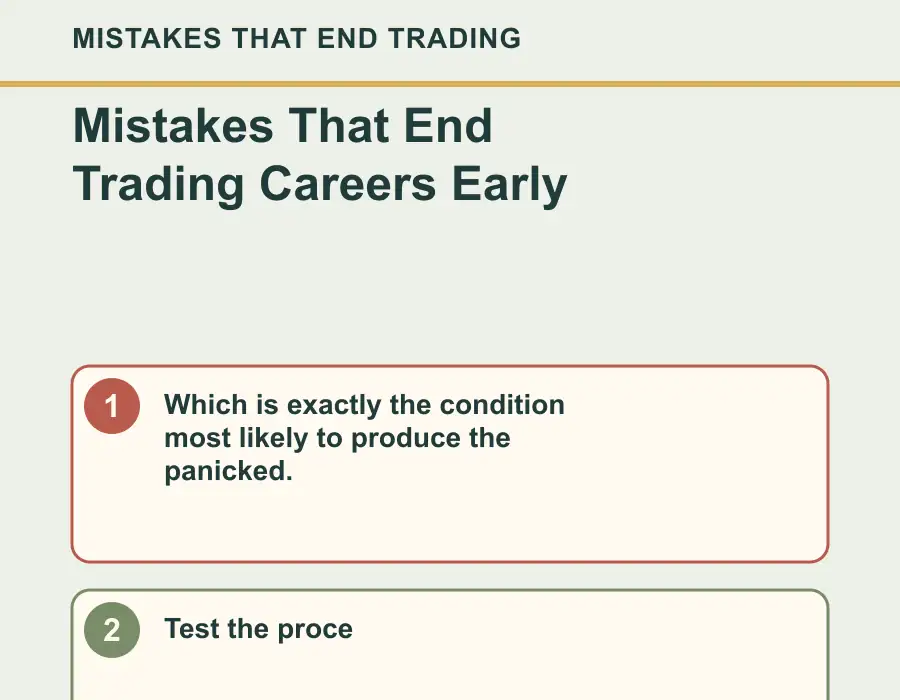 MISTAKES THAT END TRADING
Mistakes That End
Trading Careers Early
1
Which is exactly the condition
most likely to produce the
panicked.
2
Test the proce